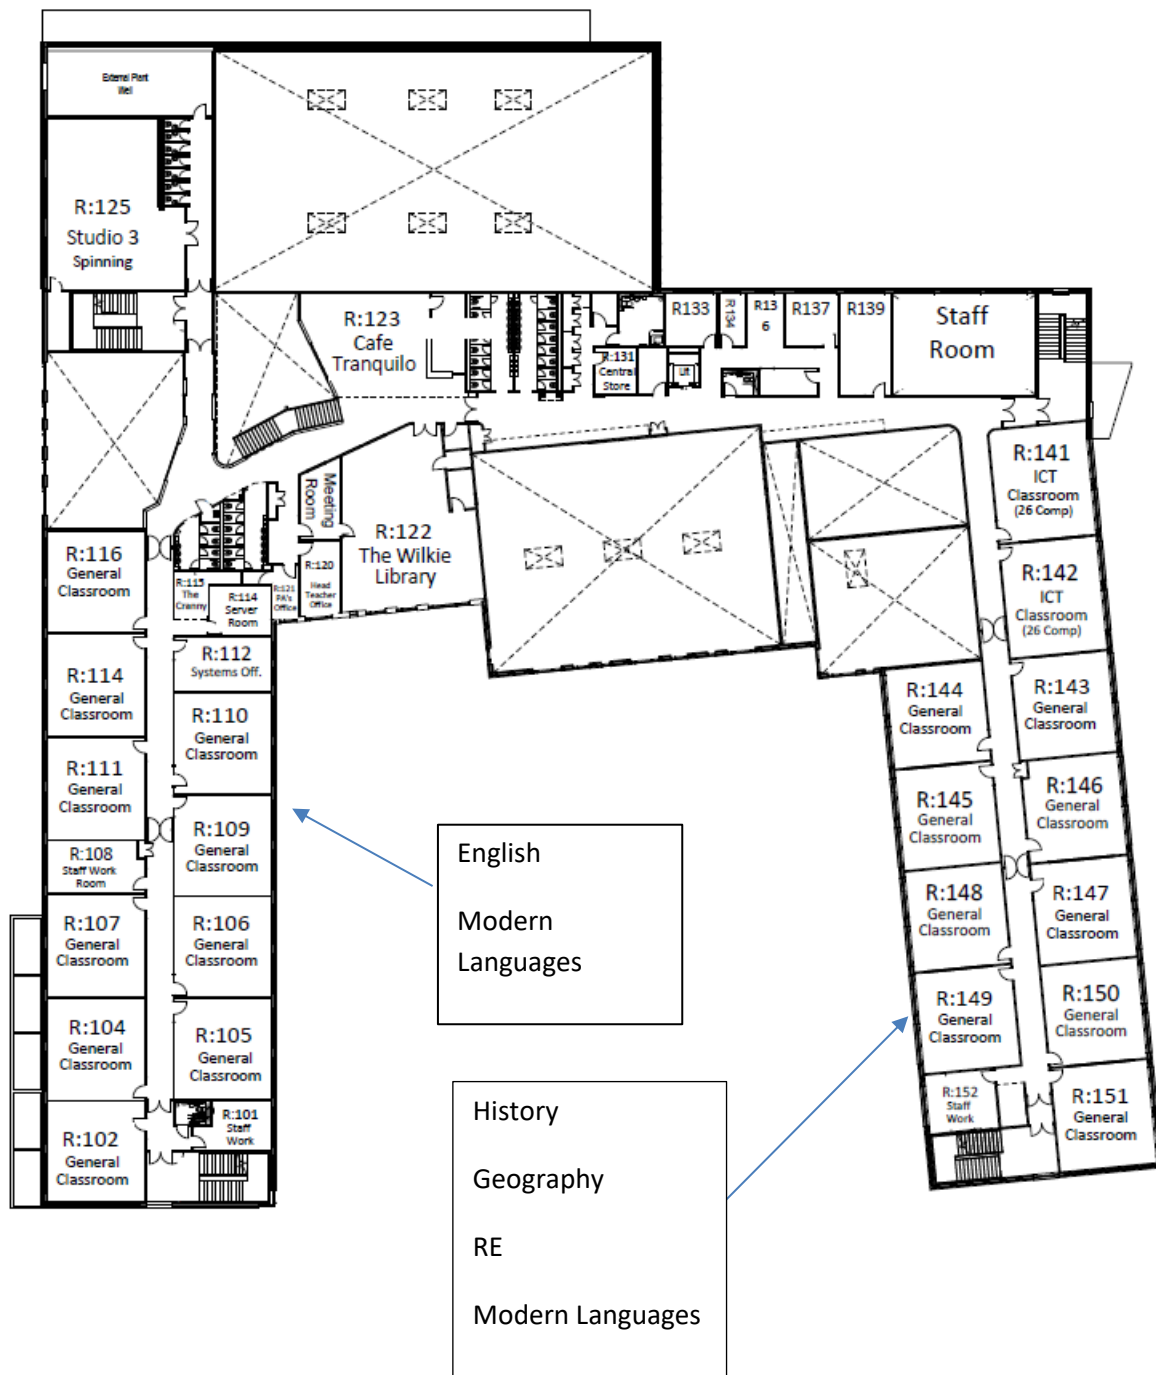 External Plant
Well
R:125
Studio 3
Spinning
R:123
Cafe
Tranquilo
R:131
Central
Store
Lift
R133
R134
R13
6
R137
R139
Staff
Room
R:141
ICT
Classroom
(26 Comp)
R:142
ICT
Classroom
(26 Comp)
Meeting
Room
R:122
The Wilkie
Library
R:120
Head
Teacher
Office
R:121
PA's
Office
R:115
The
Cranny
R:114
Server
Room
R:116
General
Classroom
R:112
Systems Off.
R:114
General
Classroom
R:110
General
Classroom
R:111
General
Classroom
R:109
General
Classroom
R:108
Staff Work
Room
R:107
General
Classroom
R:106
General
Classroom
R:104
General
Classroom
R:105
General
Classroom
R:101
Staff
Work
R:102
General
Classroom
R:144
General
Classroom
R:143
General
Classroom
R:145
General
Classroom
R:146
General
Classroom
R:148
General
Classroom
R:147
General
Classroom
R:149
General
Classroom
R:150
General
Classroom
R:152
Staff
Work
R:151
General
Classroom
English
Modern
Languages
History
Geography
RE
Modern Languages